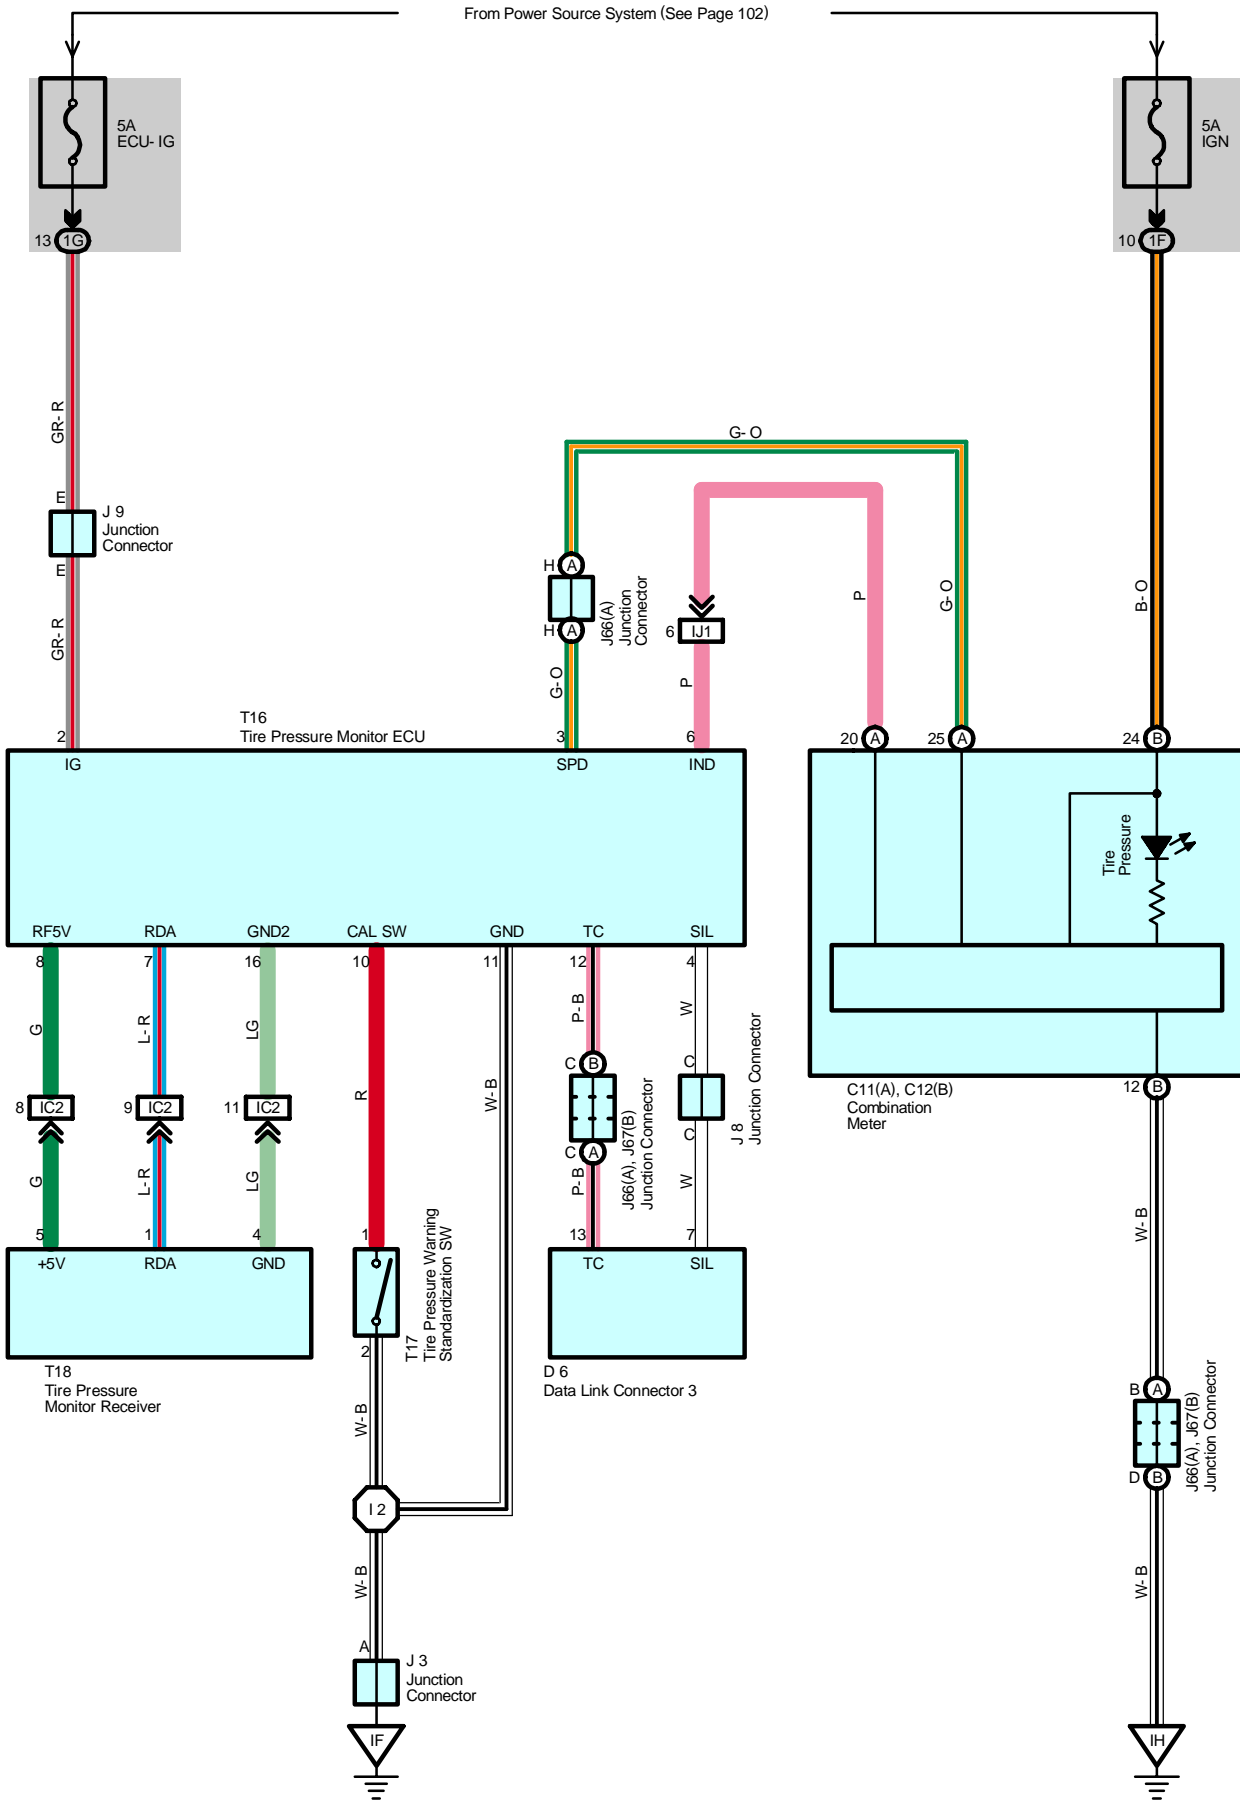 From Power Source System (See Page 102)
5A
ECU- IG
5A
IGN
13
1G
10
1F
GR- R
G- O
E
J 9
Junction
Connector
E
GR- R
H
A
H
A
J66(A)
Junction
Connector
6
IJ1
P
G- O
B- O
G- O
P
T16
Tire Pressure Monitor ECU
2
3
6
20
A
25
A
24
B
IG
SPD
IND
Tire
Pressure
RF5V
RDA
GND2
CAL SW
GND
TC
SIL
8
7
16
10
11
12
4
G
L- R
LG
R
W- B
P- B
W
C
B
C
8
IC2
9
IC2
11
IC2
J66(A), J67(B)
Junction Connector
J 8
Junction Connector
C
A
C
C11(A), C12(B)
Combination
Meter
12
B
G
L- R
LG
P- B
W
W- B
5
1
4
1
13
7
+5V
RDA
GND
TC
SIL
T17
Tire Pressure Warning
Standardization SW
2
T18
Tire Pressure
Monitor Receiver
D 6
Data Link Connector 3
W- B
B
A
D
B
J66(A), J67(B)
Junction Connector
I 2
W- B
W- B
A
J 3
Junction
Connector
IF
IH